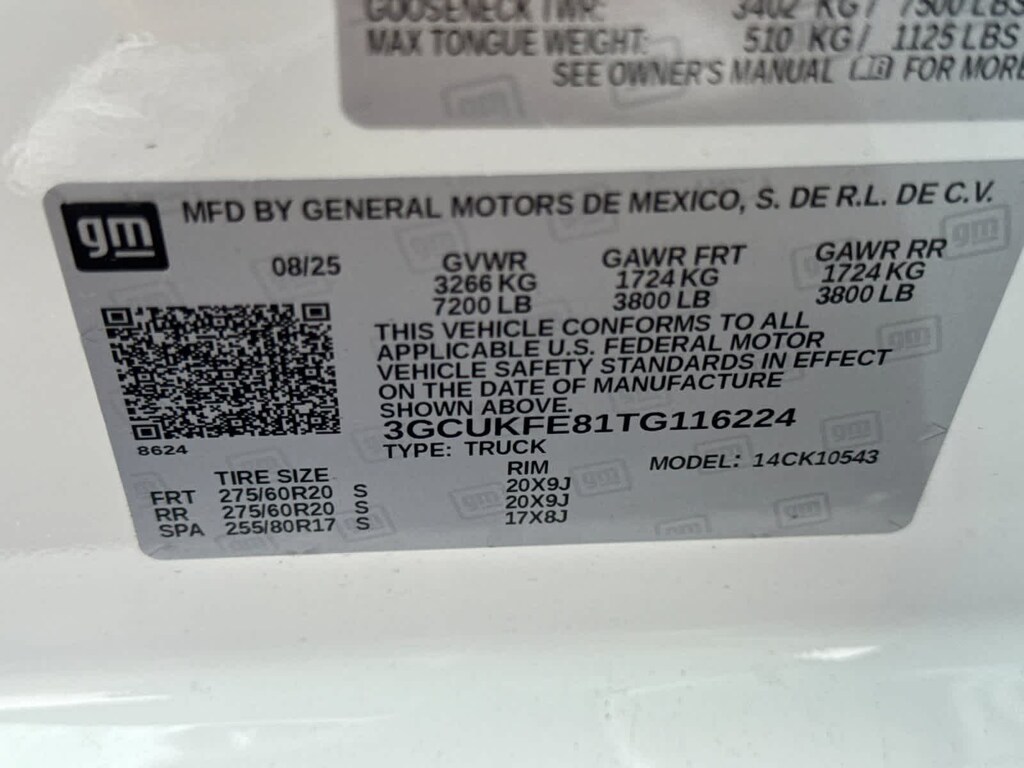 GOOSENECK TWR: 3402 KG/ 7500 LBS
MAX TONGUE WEIGHT: 510 KG/ 1125 LBS
SEE OWNER'S MANUAL FOR MORE
gm
MFD BY GENERAL MOTORS DE MEXICO, S. DE R.L. DE C.V.
08/25 GVWR GAWR FRT GAWR RR
3266 KG 1724 KG 1724 KG
7200 LB 3800 LB 3800 LB
THIS VEHICLE CONFORMS TO ALL
APPLICABLE U.S. FEDERAL MOTOR
VEHICLE SAFETY STANDARDS IN EFFECT
ON THE DATE OF MANUFACTURE
SHOWN ABOVE.
3GCUKFE81TG116224
8624
TYPE: TRUCK MODEL: 14CK10543
TIRE SIZE RIM
FRT 275/60R20 S 20X9J
RR 275/60R20 S 20X9J
SPA 255/80R17 S 17X8J